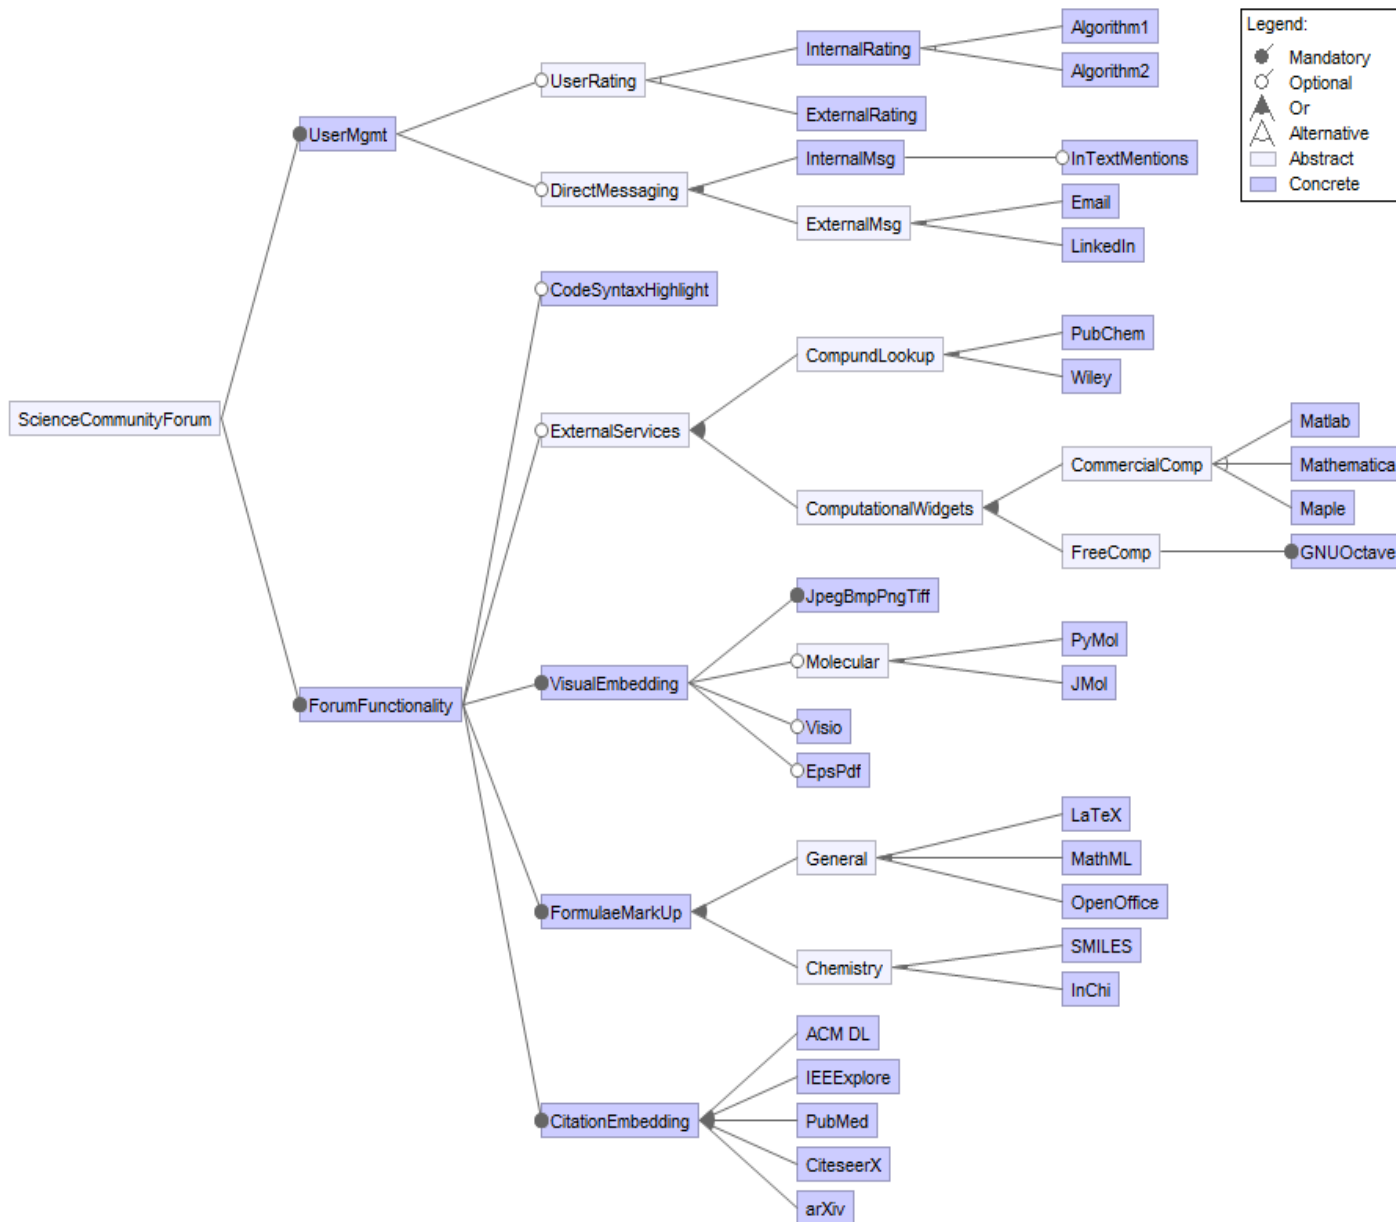 Legend:
Mandatory
Optional
Or
Alternative
Abstract
Concrete
ScienceCommunityForum
UserMgmt
UserRating
InternalRating
Algorithm1
Algorithm2
ExternalRating
DirectMessaging
InternalMsg
InTextMentions
ExternalMsg
Email
LinkedIn
ForumFunctionality
CodeSyntaxHighlight
ExternalServices
CompundLookup
PubChem
Wiley
ComputationalWidgets
CommercialComp
Matlab
Mathematica
Maple
FreeComp
GNUOctave
VisualEmbedding
JpegBmpPngTiff
Molecular
PyMol
JMol
Visio
EpsPdf
FormulaeMarkUp
General
LaTeX
MathML
OpenOffice
Chemistry
SMILES
InChi
CitationEmbedding
ACM DL
IEEExplore
PubMed
CiteseerX
arXiv